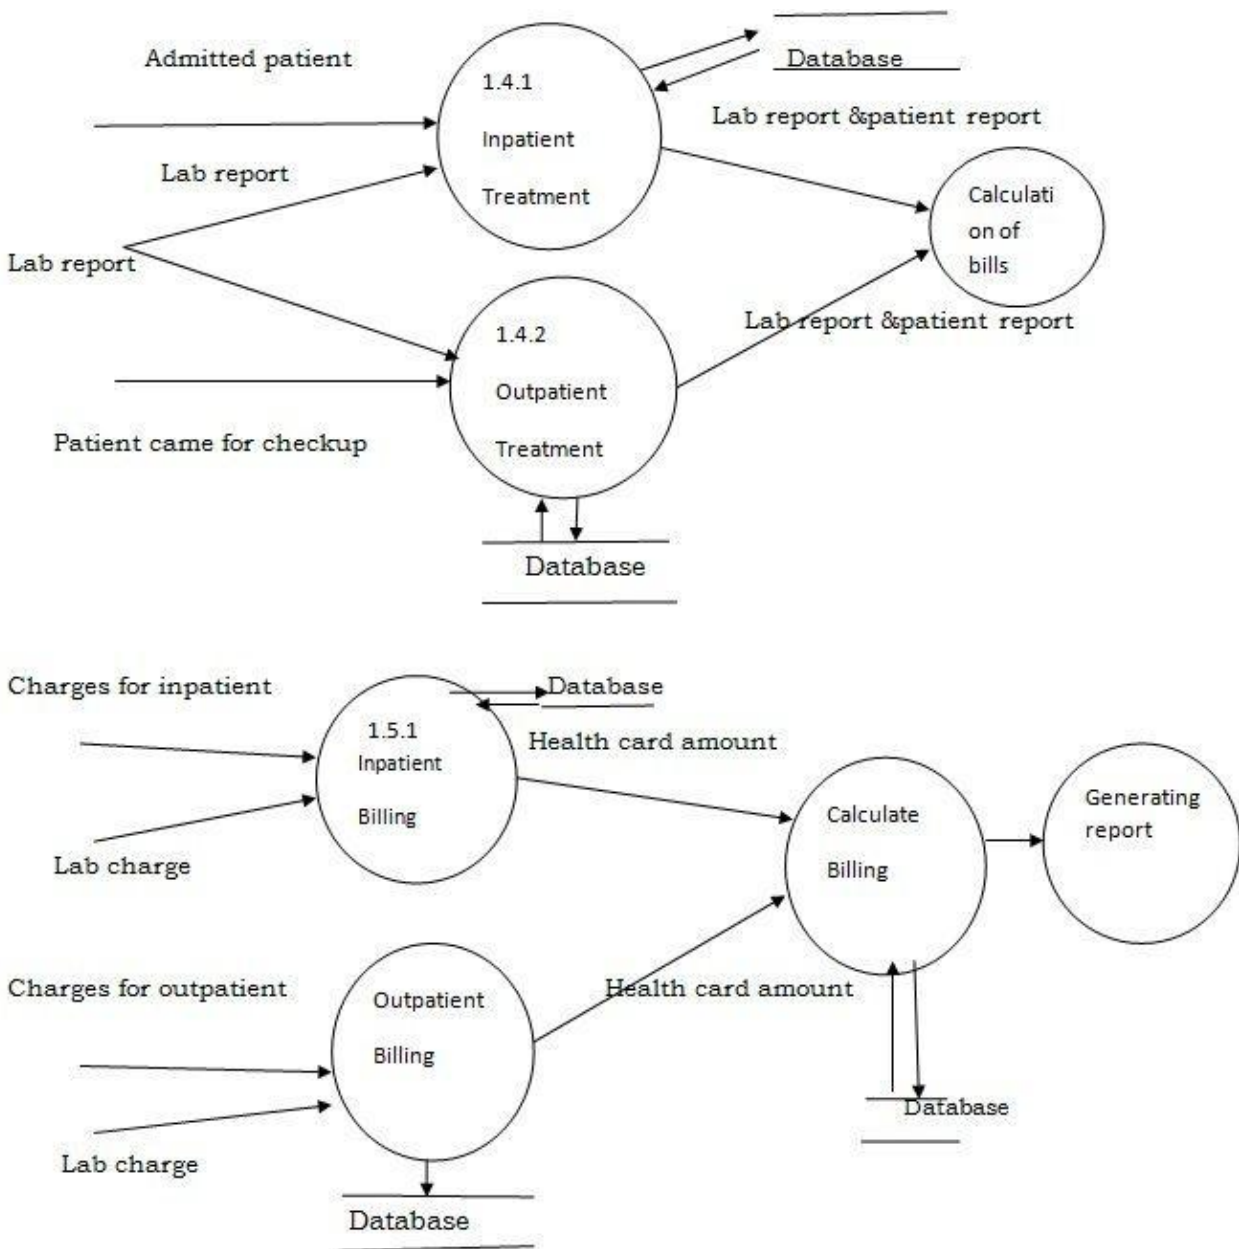 Admitted patient
1.4.1
Inpatient
Treatment
Database
Lab report &patient report
Lab report
Calculati
on of
bills
Lab report
1.4.2
Outpatient
Treatment
Lab report &patient report
Patient came for checkup
Database
Charges for inpatient
1.5.1
Inpatient
Billing
Database
Health card amount
Lab charge
Calculate
Billing
Generating
report
Charges for outpatient
Outpatient
Billing
Health card amount
Lab charge
Database
Database